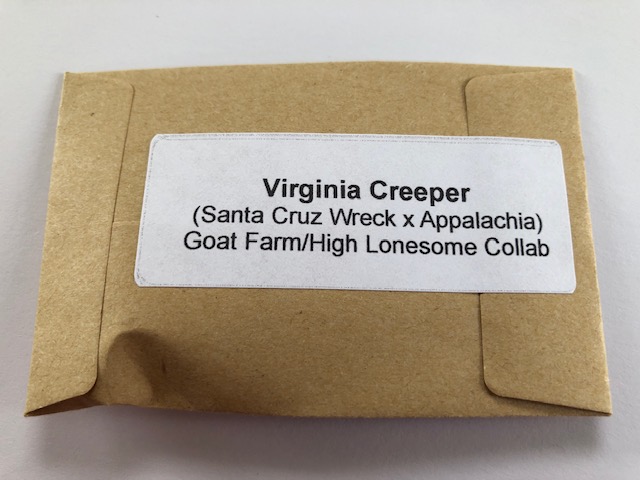 Virginia Creeper
(Santa Cruz Wreck x Appalachia)
Goat Farm/High Lonesome Collab